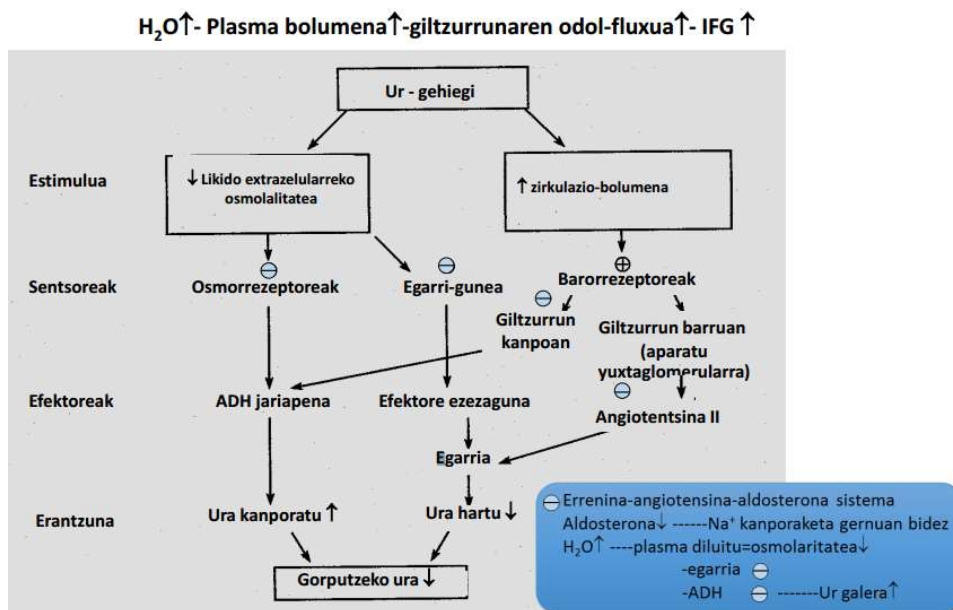 H₂O↑- Plasma bolumena↑-giltzurrunaren odol-fluxua↑- IFG ↑
Ur - gehiegi
Estimulua
↓ Likido extrazelularreko
osmolalitatea
↑ zirkulazio-bolumena
Sentsoreak
⊖
Osmorrezeptoreak
⊖
Egarri-gunea
⊕
Barorrezeptoreak
⊖
Giltzurrun
kanpoan
Giltzurrun barruan
(aparatu
yuxtaglomerularra)
Efektoreak
ADH jariapena
Efektore ezezaguna
⊖
Angiotentsina II
Egarria
Erantzuna
Ura kanporatu ↑
Ura hartu ↓
Gorputzeko ura ↓
⊖ Errenina-angiotensina-aldosterona sistema
Aldosterona↓ ------Na⁺ kanporaketa gernuan bidez
H₂O↑ ----plasma diluitu=osmolaritatea↓
-egarria ⊖
-ADH ⊖ -------Ur galera↑